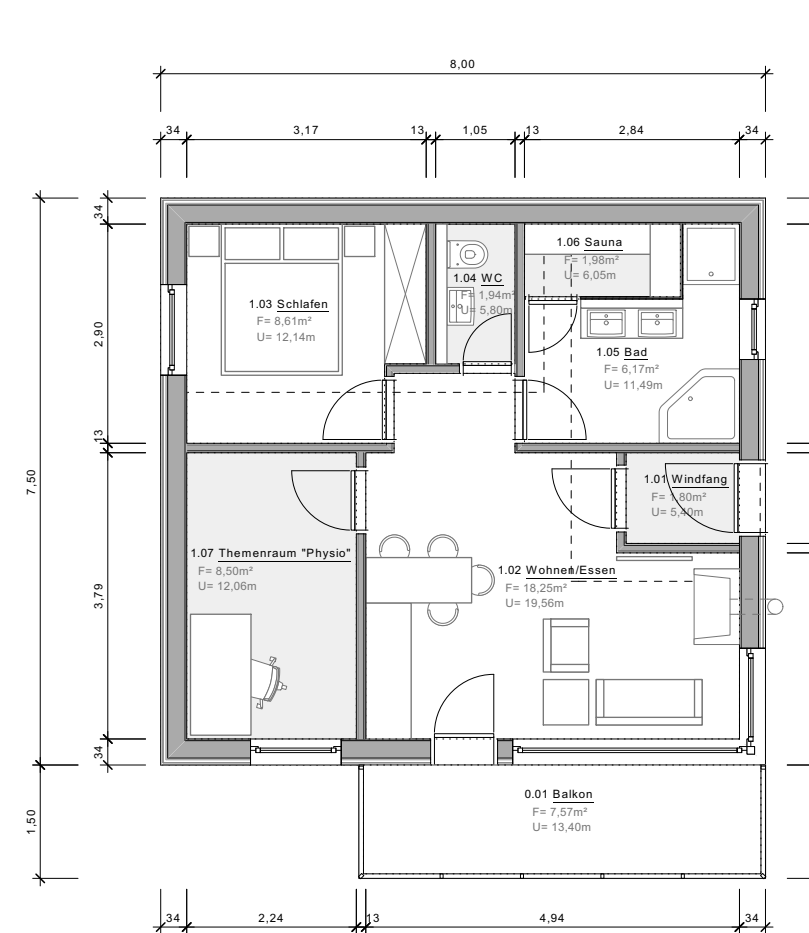 8,00
34 3,17 13 1,05 13 2,84 34
34
1.06 Sauna
F= 1,98m²
U= 6,05m
1.04 WC
F= 1,94m²
U= 5,80m
1.03 Schlafen
F= 8,61m²
U= 12,14m
2,90
1.05 Bad
F= 6,17m²
U= 11,49m
13
7,50
1.01 Windfang
F= 1,80m²
U= 5,40m
1.07 Themenraum "Physio"
F= 8,50m²
U= 12,06m
1.02 Wohnen/Essen
F= 18,25m²
U= 19,56m
3,79
34
0.01 Balkon
F= 7,57m²
U= 13,40m
1,50
34 2,24 13 4,94 34